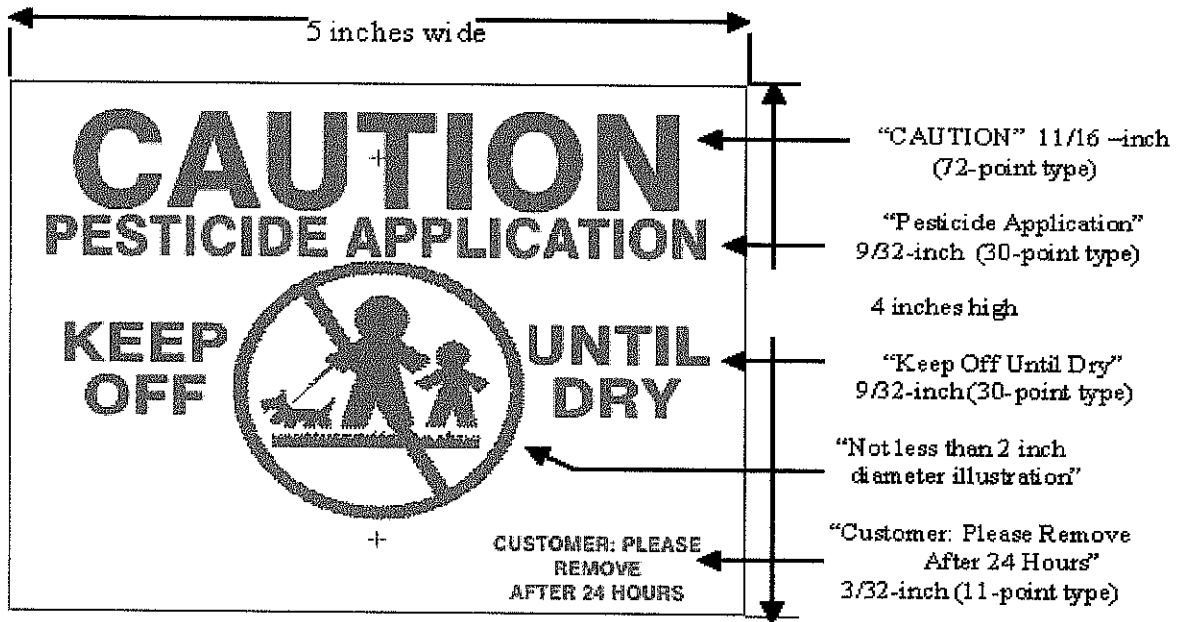 5 inches wide
CAUTION
PESTICIDE APPLICATION
KEEP
OFF
UNTIL
DRY
CUSTOMER: PLEASE
REMOVE
AFTER 24 HOURS
“CAUTION” 11/16 –inch
(72-point type)
“Pesticide Application”
9/32-inch (30-point type)
4 inches high
“Keep Off Until Dry”
9/32-inch(30-point type)
“Not less than 2 inch
diameter illustration”
“Customer: Please Remove
After 24 Hours”
3/32-inch (11-point type)